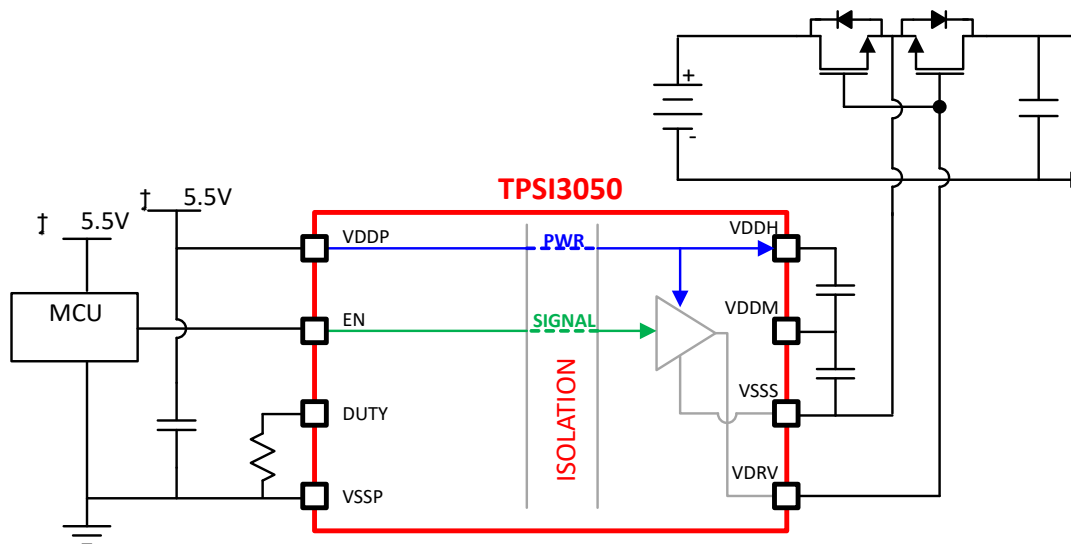 +
-
TPSI3050
5.5V
5.5V
VDDP
PWR
VDDH
MCU
EN
SIGNAL
VDDM
DUTY
ISOLATION
VSSS
VSSP
VDRV